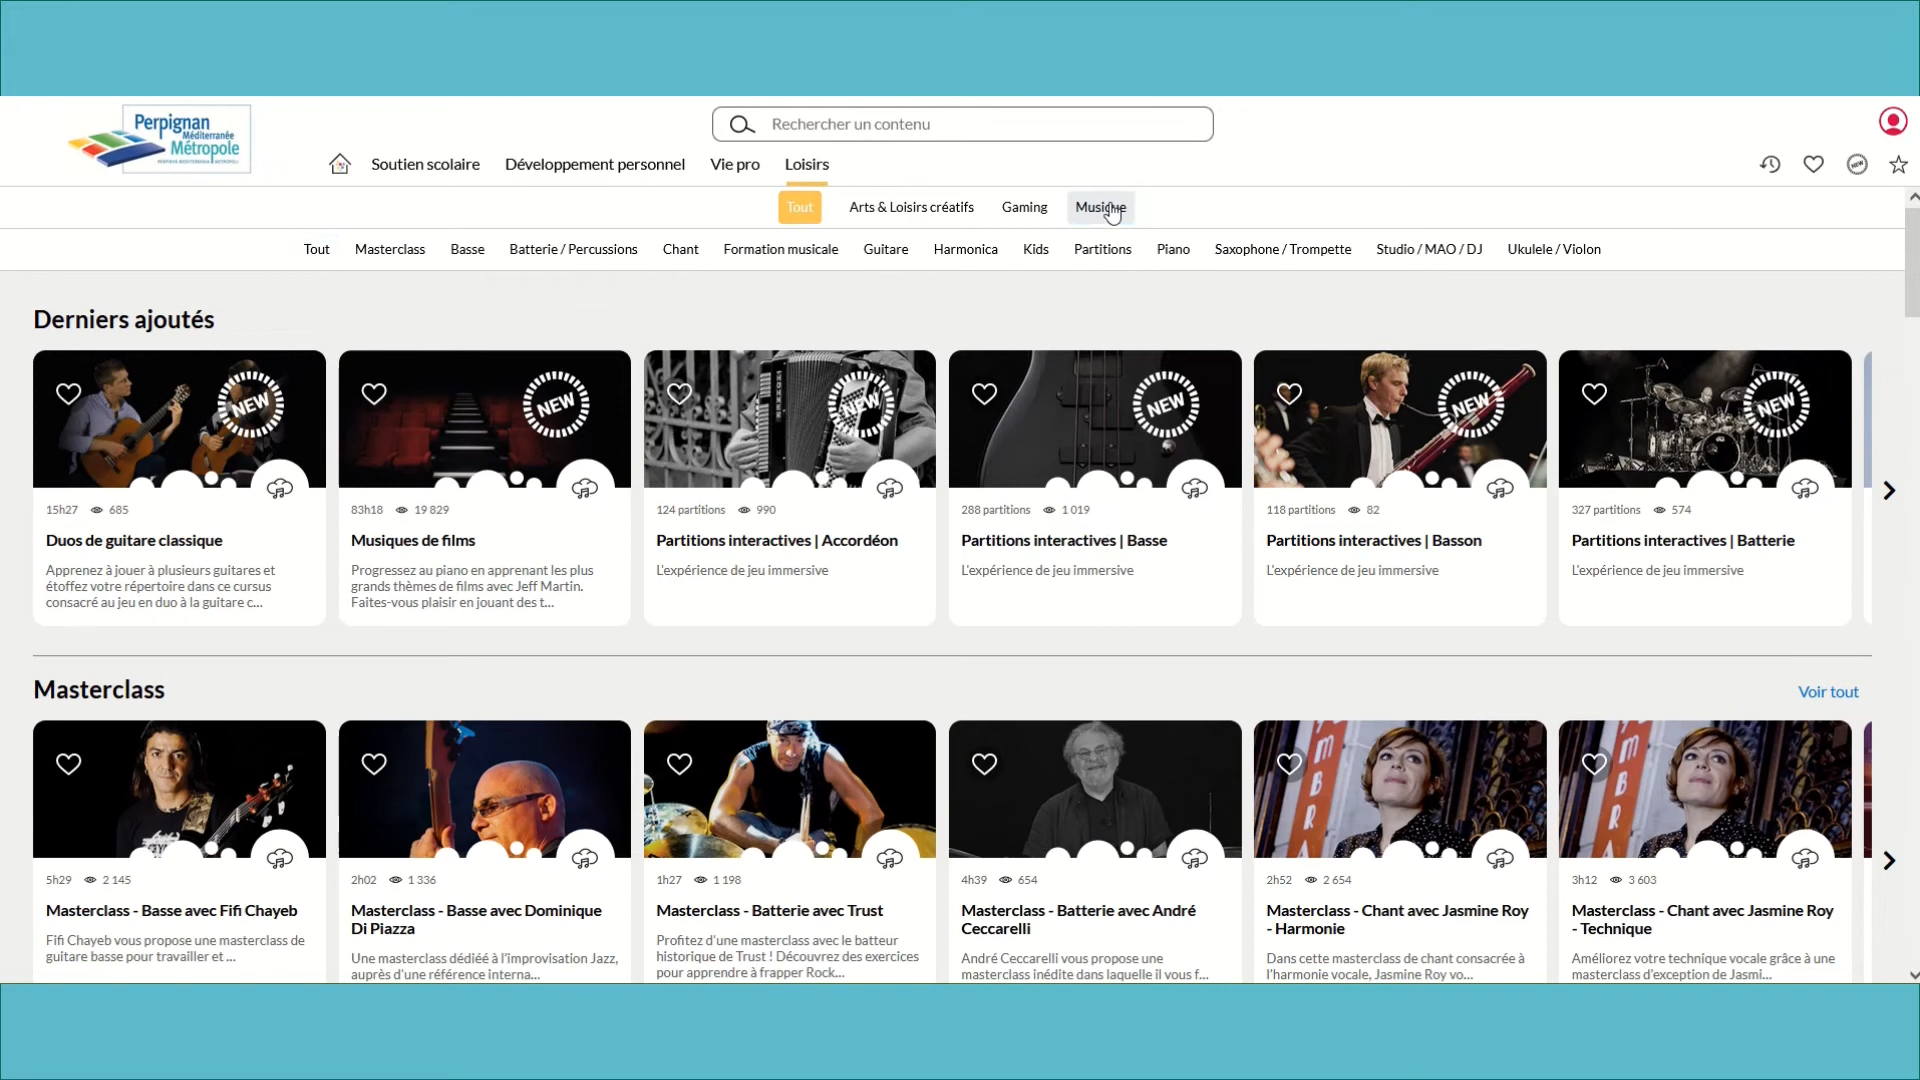 Perpignan
Méditerranée
Métropole
PERPINYÀ MEDITERRÀNIA METRÒPOLI
Rechercher un contenu
Soutien scolaire
Développement personnel
Vie pro
Loisirs
NEW
Tout
Arts & Loisirs créatifs
Gaming
Musique
Tout
Masterclass
Basse
Batterie / Percussions
Chant
Formation musicale
Guitare
Harmonica
Kids
Partitions
Piano
Saxophone / Trompette
Studio / MAO / DJ
Ukulele / Violon
Derniers ajoutés
NEW
15h27 685
Duos de guitare classique
Apprenez à jouer à plusieurs guitares et
étoffez votre répertoire dans ce cursus
consacré au jeu en duo à la guitare c...
NEW
83h18 19 829
Musiques de films
Progressez au piano en apprenant les plus
grands thèmes de films avec Jeff Martin.
Faites-vous plaisir en jouant des t...
NEW
124 partitions 990
Partitions interactives | Accordéon
L'expérience de jeu immersive
NEW
288 partitions 1 019
Partitions interactives | Basse
L'expérience de jeu immersive
NEW
118 partitions 82
Partitions interactives | Basson
L'expérience de jeu immersive
NEW
327 partitions 574
Partitions interactives | Batterie
L'expérience de jeu immersive
Masterclass
Voir tout
5h29 2 145
Masterclass - Basse avec Fifi Chayeb
Fifi Chayeb vous propose une masterclass de
guitare basse pour travailler et ...
2h02 1 336
Masterclass - Basse avec Dominique
Di Piazza
Une masterclass dédiéé à l'improvisation Jazz,
auprès d'une référence interna...
1h27 1 198
Masterclass - Batterie avec Trust
Profitez d'une masterclass avec le batteur
historique de Trust ! Découvrez des exercices
pour apprendre à frapper Rock...
4h39 654
Masterclass - Batterie avec André
Ceccarelli
André Ceccarelli vous propose une
masterclass inédite dans laquelle il vous f...
2h52 2 654
Masterclass - Chant avec Jasmine Roy
- Harmonie
Dans cette masterclass de chant consacrée à
l'harmonie vocale, Jasmine Roy vo...
3h12 3 603
Masterclass - Chant avec Jasmine Roy
- Technique
Améliorez votre technique vocale grâce à une
masterclass d'exception de Jasmi...